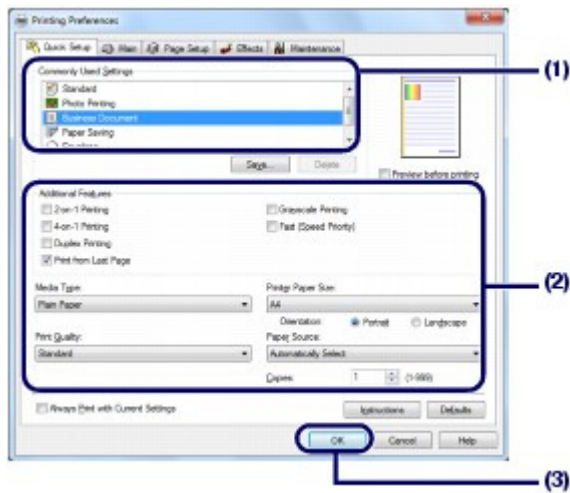 Printing Preferences
Quick Setup Main Page Setup Effects Maintenance
Commonly Used Settings
(1)
Standard
Photo Printing
Business Document
Paper Saving
Envelope
Save... Delete
Preview before printing
Additional Features
2-on-1 Printing Grayscale Printing
4-on-1 Printing Fast (Speed Priority)
Duplex Printing
Print from Last Page
(2)
Media Type: Printer Paper Size:
Plain Paper A4
Orientation: Portrait Landscape
Print Quality: Paper Source:
Standard Automatically Select
Copies: 1 (1-999)
Always Print with Current Settings Instructions Defaults
OK Cancel Help
(3)